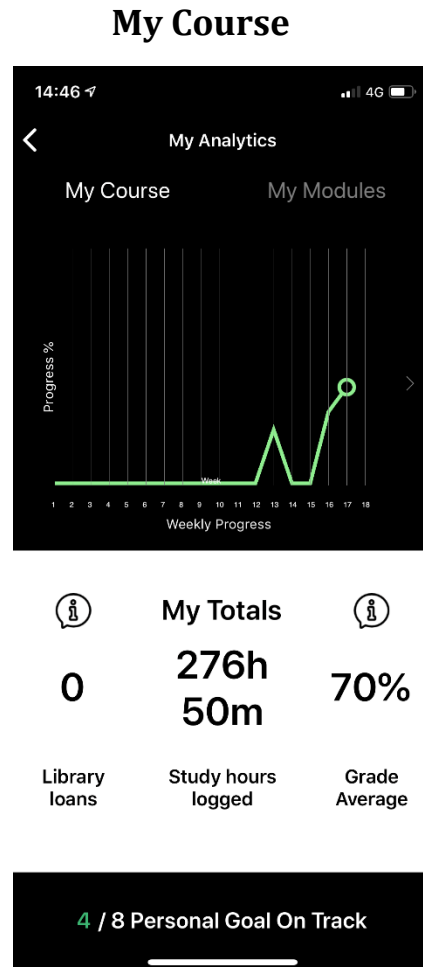 My Course
14:46 4G
My Analytics
My Course My Modules
Progress %
Week
1 2 3 4 5 6 7 8 9 10 11 12 13 14 15 16 17 18
Weekly Progress
My Totals
0 276h 70%
50m
Library Study hours Grade
loans logged Average
4 / 8 Personal Goal On Track